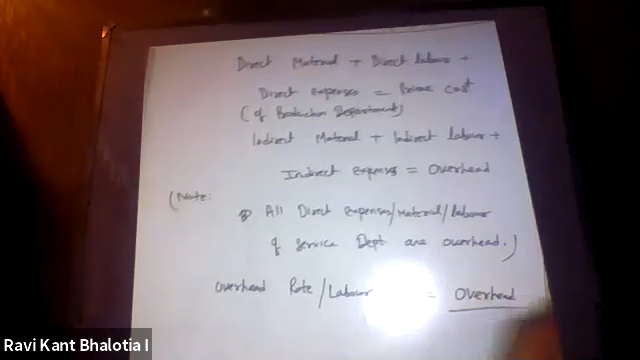 Direct Material + Direct labour +
Direct expenses = Prime cost
(of Production Department)
Indirect Material + Indirect labour +
Indirect expenses = Overhead
(Note:
All Direct expenses/Material/labour
of Service Dept. are overhead.)
Overhead Rate/Labour = Overhead
Ravi Kant Bhalotia I